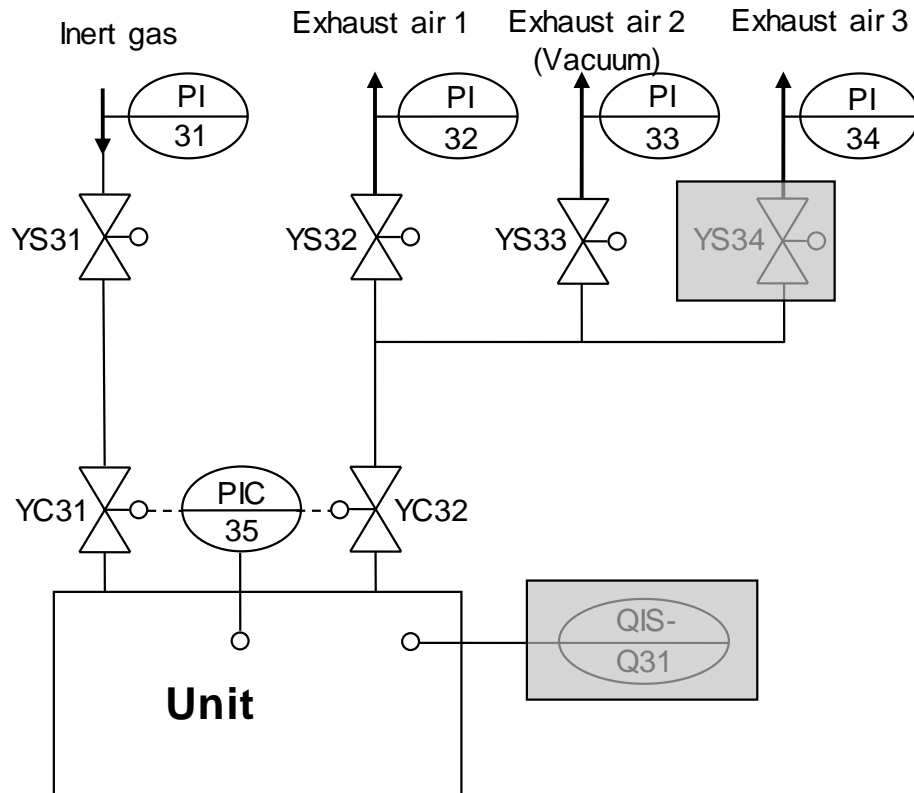 Inert gas
Exhaust air 1
Exhaust air 2
(Vacuum)
Exhaust air 3
PI
31
PI
32
PI
33
PI
34
YS31
YS32
YS33
YS34
YC31
PIC
35
YC32
QIS-
Q31
Unit